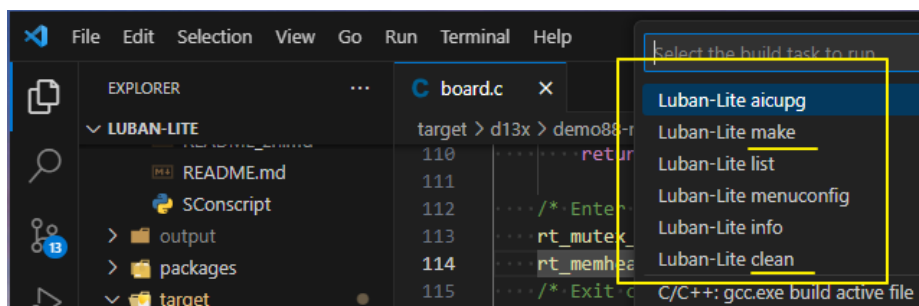 File Edit Selection View Go Run Terminal Help
Select the build task to run
EXPLORER ...
board.c
LUBAN-LITE
target > d13x > demo88-
README.md
SConscript
output
packages
target
13
110 retur
111
112 /* Enter
113 rt_mutex_
114 rt_memhea
115 /* Exit c
Luban-Lite aicupg
Luban-Lite make
Luban-Lite list
Luban-Lite menuconfig
Luban-Lite info
Luban-Lite clean
C/C++: gcc.exe build active file